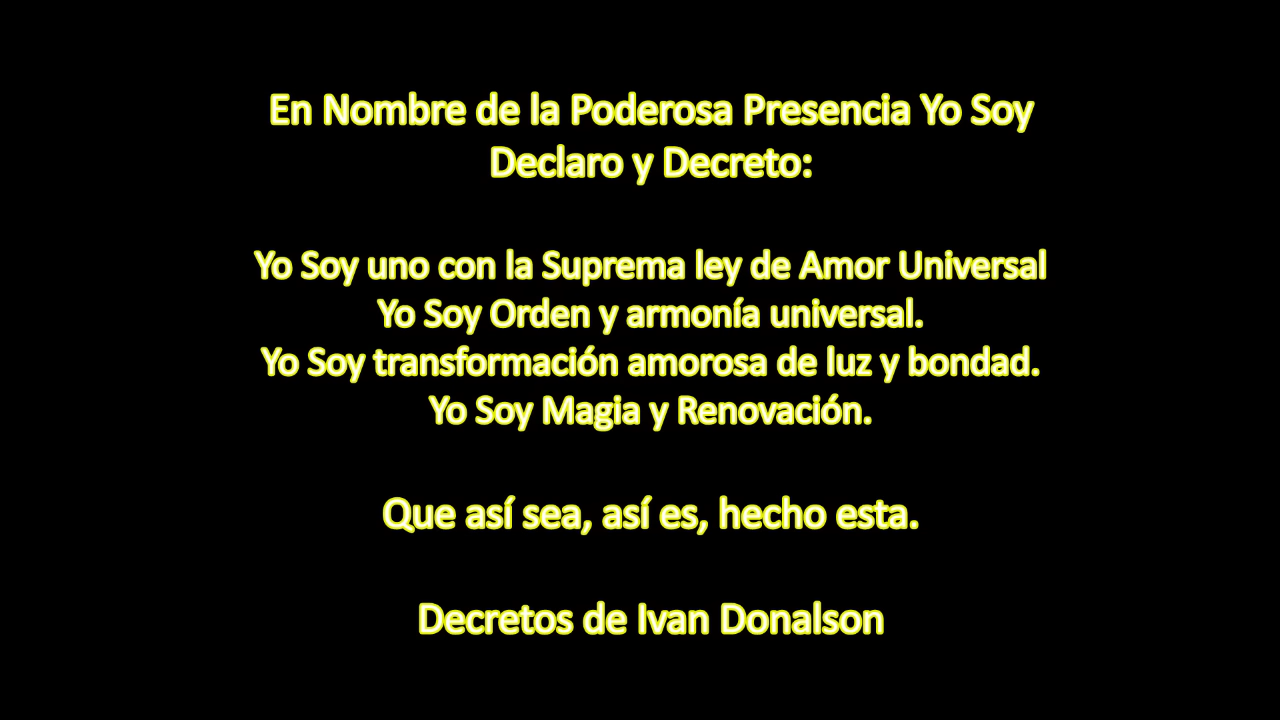 En Nombre de la Poderosa Presencia Yo Soy
Declaro y Decreto:
Yo Soy uno con la Suprema ley de Amor Universal
Yo Soy Orden y armonía universal.
Yo Soy transformación amorosa de luz y bondad.
Yo Soy Magia y Renovación.
Que así sea, así es, hecho esta.
Decretos de Ivan Donalson